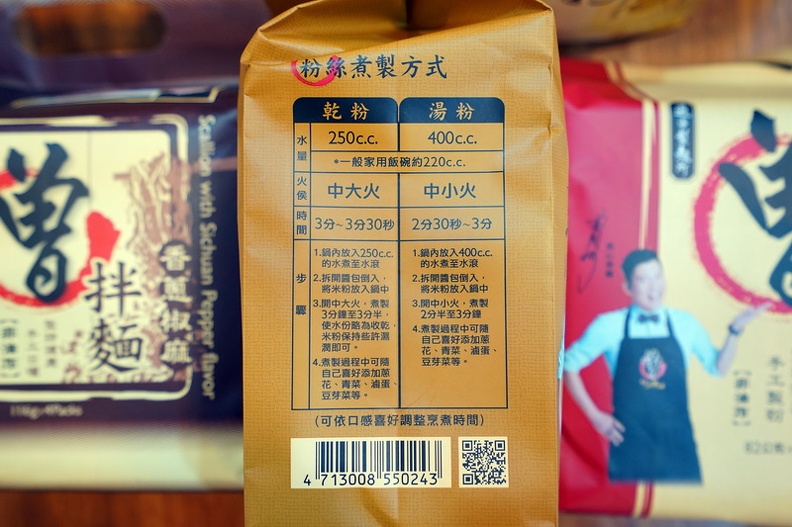 粉絲煮製方式
乾粉 湯粉
水量 250c.c. 400c.c.
*一般家用飯碗約220c.c.
火侯 中大火 中小火
時間 3分~3分30秒 2分30秒~3分
步驟
1.鍋內放入250c.c.
的水煮至水滾
2.拆開醬包倒入，
將米粉放入鍋中
3.開中大火，煮製
3分鐘至3分半，
使水份略為收乾，
米粉保持些許濕
潤即可。
4.煮製過程中可隨
自己喜好添加蔥
花、青菜、滷蛋、
豆芽菜等。
1.鍋內放入400c.c.
的水煮至水滾
2.拆開醬包倒入，
將米粉放入鍋中
3.開中小火，煮製
2分半至3分鐘
4.煮製過程中可隨
自己喜好添加蔥
花、青菜、滷蛋、
豆芽菜等。
(可依口感喜好調整烹煮時間)
4 713008 550243
曾
拌麵
香蔥椒麻
Scallion with Sichuan Pepper flavor
116g×4Packs
曾
手工製粉